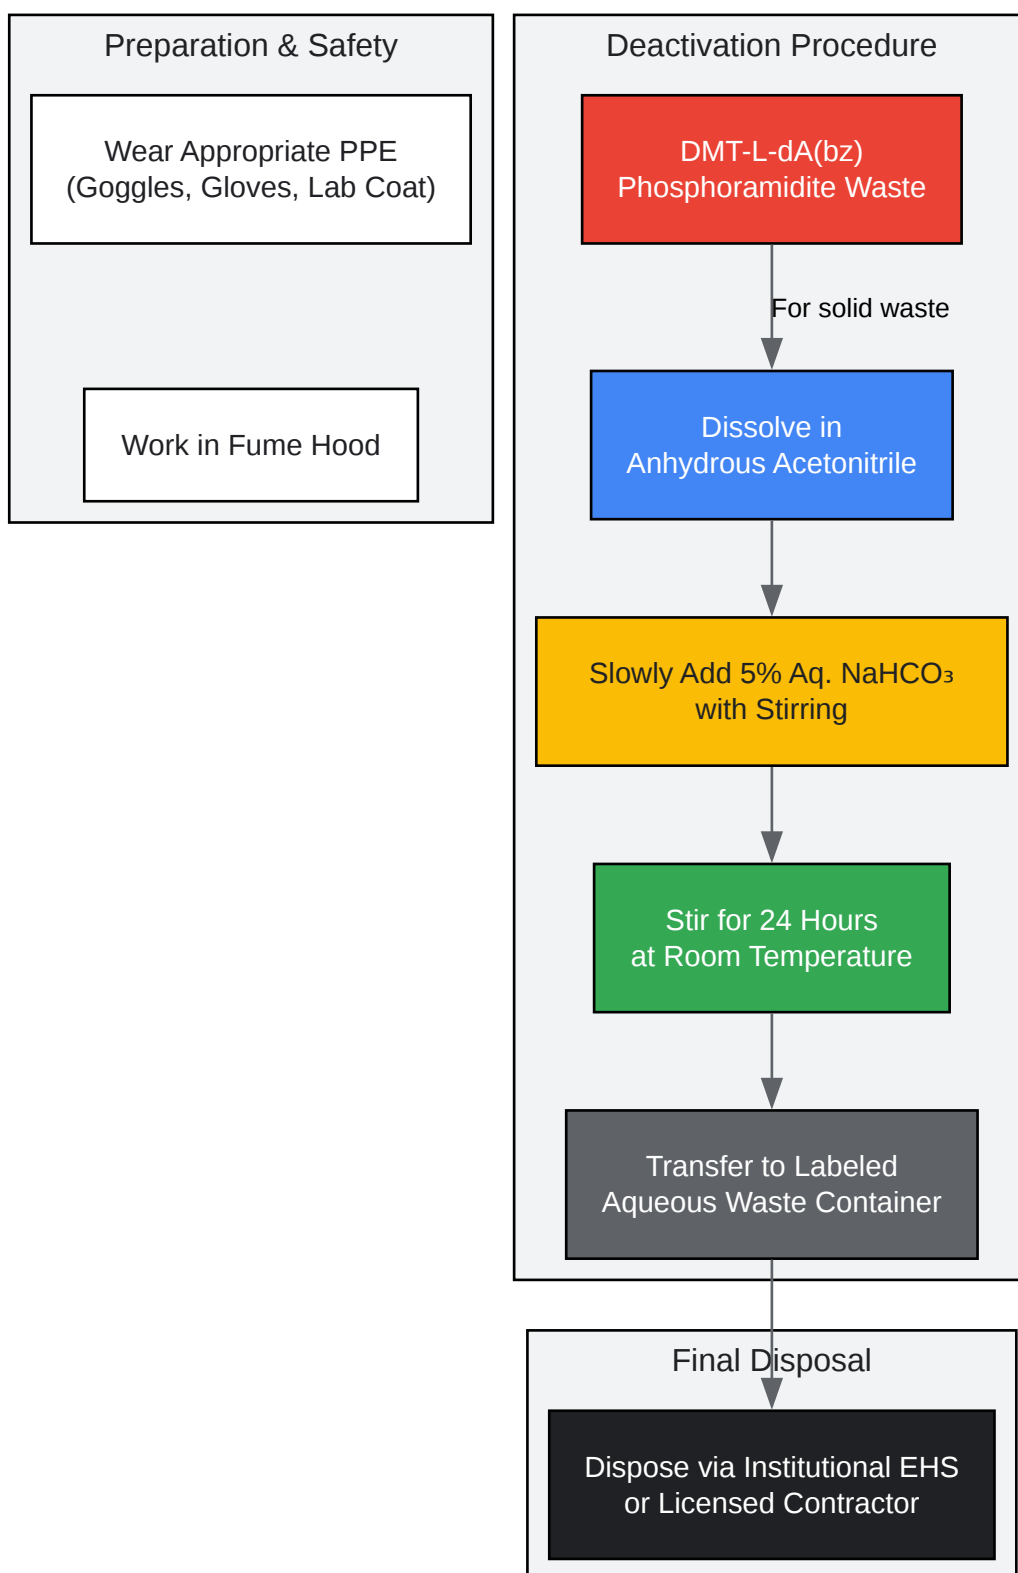 Preparation & Safety
Wear Appropriate PPE
(Goggles, Gloves, Lab Coat)
Work in Fume Hood
Deactivation Procedure
DMT-L-dA(bz)
Phosphoramidite Waste
For solid waste
Dissolve in
Anhydrous Acetonitrile
Slowly Add 5% Aq. NaHCO₃
with Stirring
Stir for 24 Hours
at Room Temperature
Transfer to Labeled
Aqueous Waste Container
Final Disposal
Dispose via Institutional EHS
or Licensed Contractor